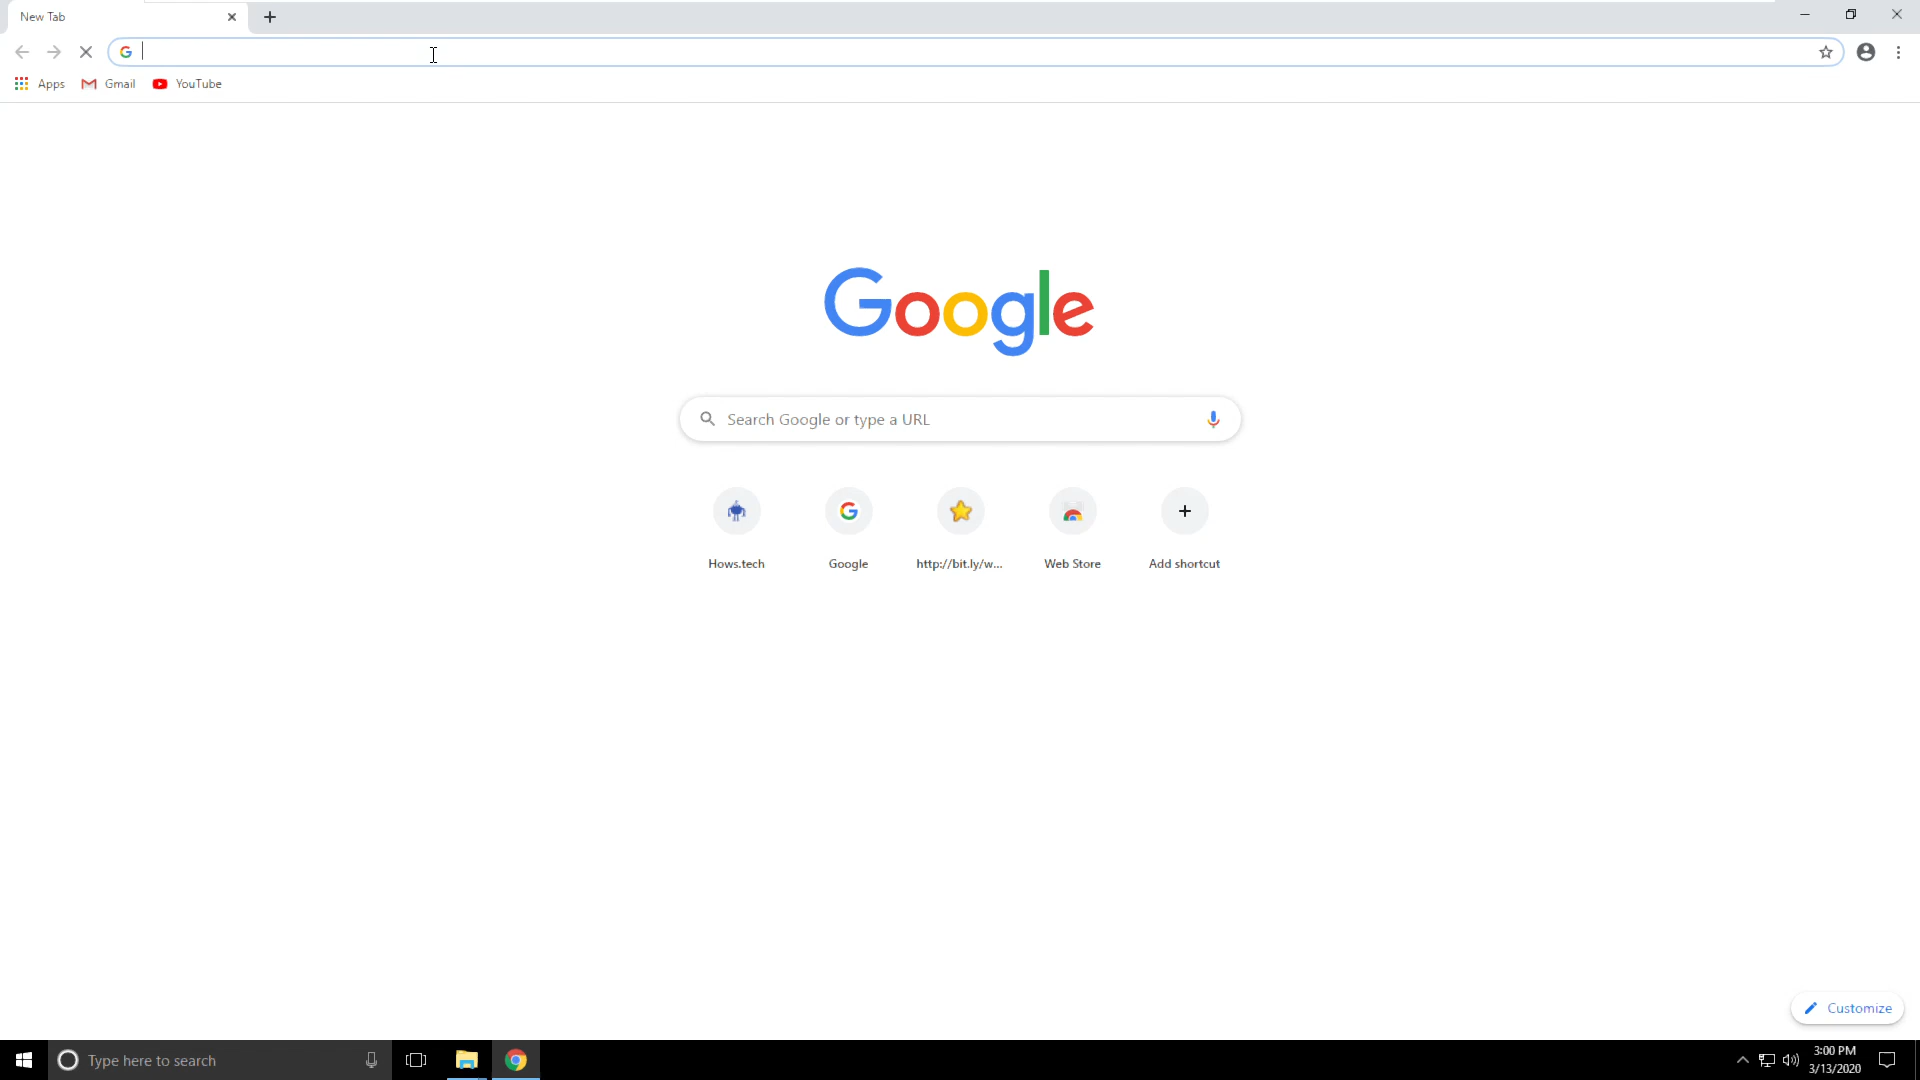 New Tab
Apps
Gmail
YouTube
Google
Search Google or type a URL
Hows.tech
Google
http://bit.ly/w...
Web Store
Add shortcut
Customize
Type here to search
3:00 PM
3/13/2020